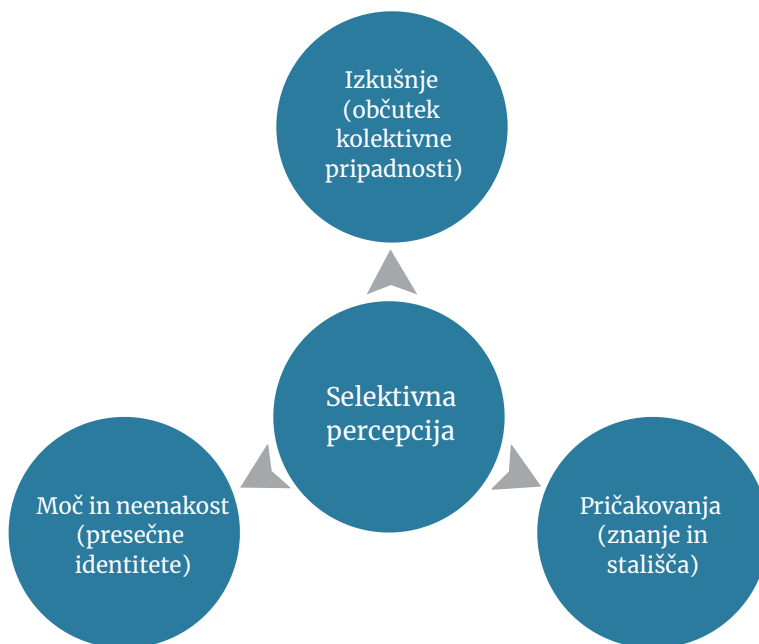 Izkušnje
(občutek
kolektivne
pripadnosti)
Selektivna
percepcija
Moč in neenakost
(presečne
identitete)
Pričakovanja
(znanje in
stališča)